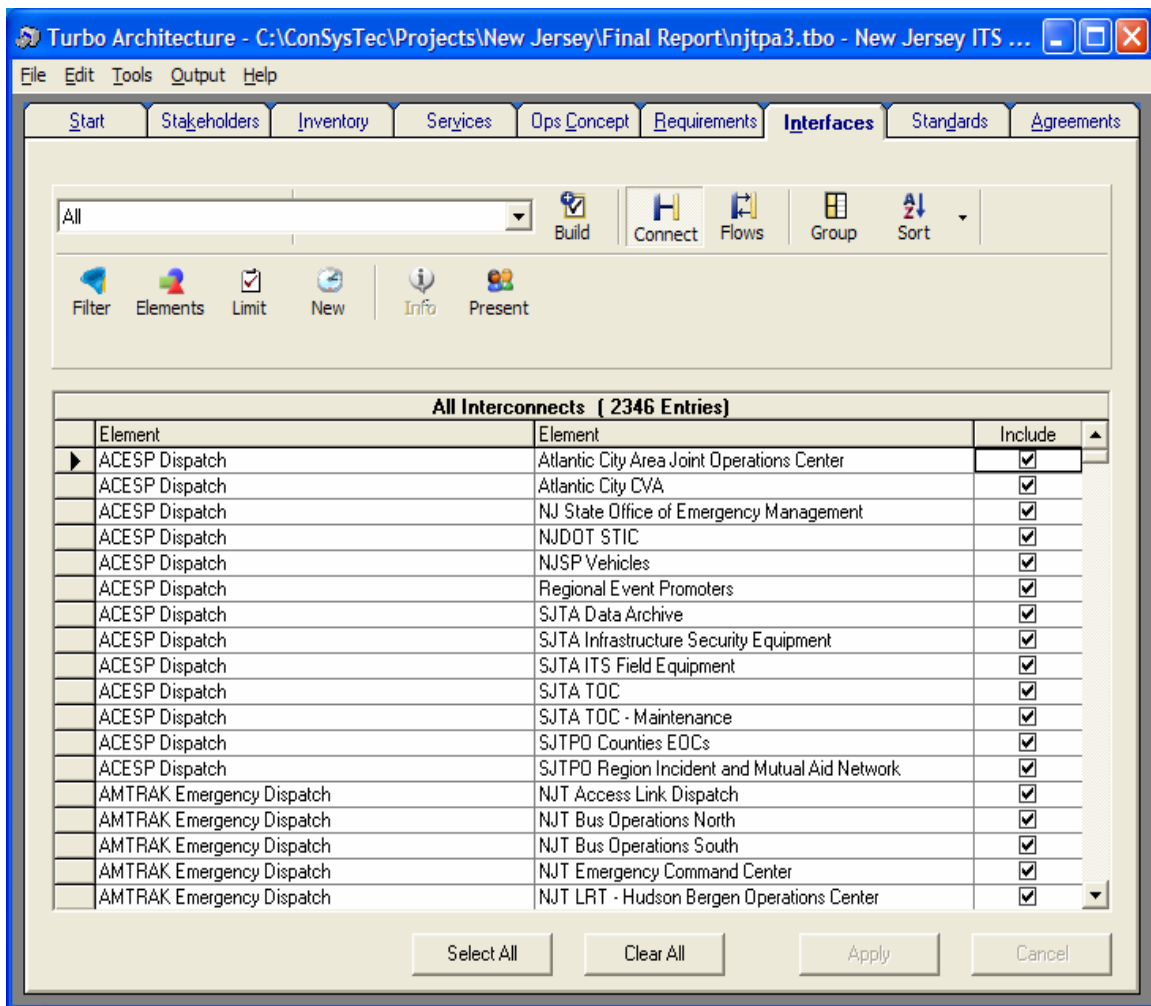 Turbo Architecture - C:\ConSysTec\Projects\New Jersey\Final Report\njtpa3.tbo - New Jersey ITS ...
File Edit Tools Output Help
Start Stakeholders Inventory Services Ops Concept Requirements Interfaces Standards Agreements
All Build Connect Flows Group Sort
Filter Elements Limit New Info Present
All Interconnects ( 2346 Entries)
Element Element Include
ACESP Dispatch Atlantic City Area Joint Operations Center
ACESP Dispatch Atlantic City CVA
ACESP Dispatch NJ State Office of Emergency Management
ACESP Dispatch NJDOT STIC
ACESP Dispatch NJSP Vehicles
ACESP Dispatch Regional Event Promoters
ACESP Dispatch SJTA Data Archive
ACESP Dispatch SJTA Infrastructure Security Equipment
ACESP Dispatch SJTA ITS Field Equipment
ACESP Dispatch SJTA TOC
ACESP Dispatch SJTA TOC - Maintenance
ACESP Dispatch SJTPO Counties EOCs
ACESP Dispatch SJTPO Region Incident and Mutual Aid Network
AMTRAK Emergency Dispatch NJT Access Link Dispatch
AMTRAK Emergency Dispatch NJT Bus Operations North
AMTRAK Emergency Dispatch NJT Bus Operations South
AMTRAK Emergency Dispatch NJT Emergency Command Center
AMTRAK Emergency Dispatch NJT LRT - Hudson Bergen Operations Center
Select All Clear All Apply Cancel